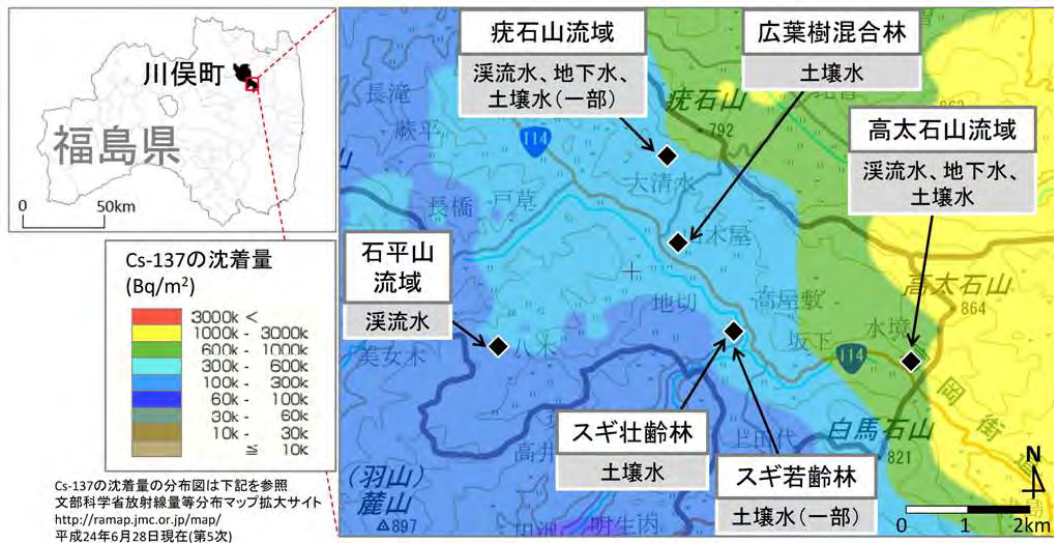 川俣町
福島県
0 50km
Cs-137の沈着量
(Bq/m²)
3000k <
1000k - 3000k
600k - 1000k
300k - 600k
100k - 300k
60k - 100k
30k - 60k
10k - 30k
≦ 10k
Cs-137の沈着量の分布図は下記を参照
文部科学省放射線量等分布マップ拡大サイト
http://ramap.jmc.or.jp/map/
平成24年6月28日現在(第5次)
疣石山流域
渓流水、地下水、
土壌水(一部)
広葉樹混合林
土壌水
高太石山流域
渓流水、地下水、
土壌水
石平山
流域
渓流水
スギ壮齢林
土壌水
スギ若齢林
土壌水(一部)
長滝
蕨平
114
疣石山
792
大清水
戸草
長橋
木屋
地切
高屋敷
坂下
水境
高太石山
864
114
八木
美女木
高井
上田代
白馬石山
821
岡街道
(羽山)
麓山
△897
N
0 1 2km